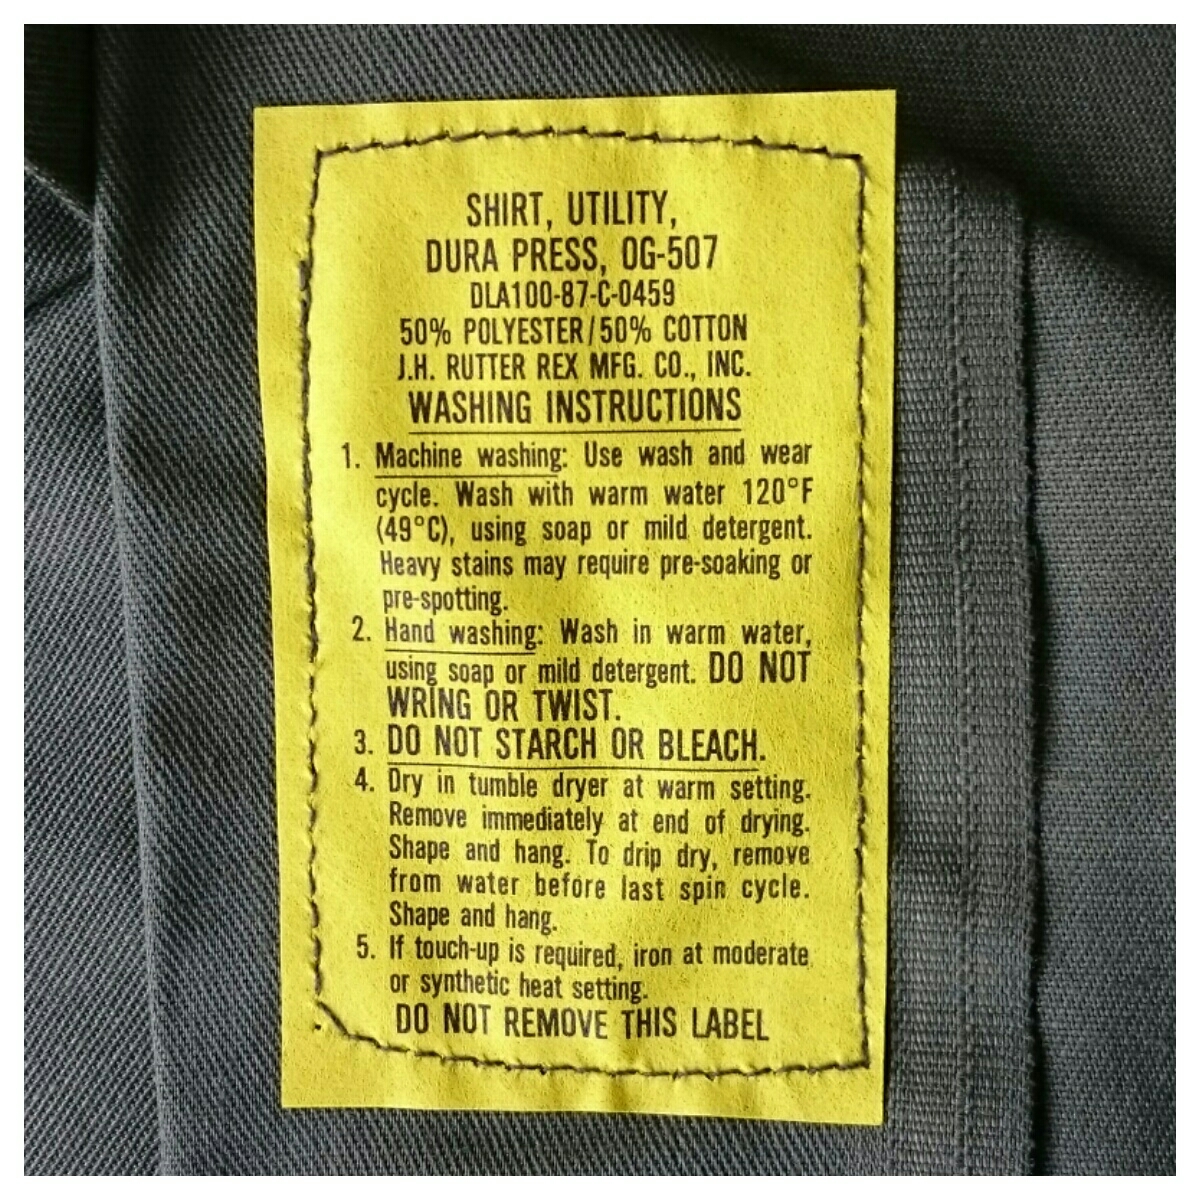 SHIRT, UTILITY,
DURA PRESS, OG-507
DLA100-87-C-0459
50% POLYESTER/50% COTTON
J.H. RUTTER REX MFG. CO., INC.
WASHING INSTRUCTIONS
1. Machine washing: Use wash and wear
cycle. Wash with warm water 120°F
(49°C), using soap or mild detergent.
Heavy stains may require pre-soaking or
pre-spotting.
2. Hand washing: Wash in warm water,
using soap or mild detergent. DO NOT
WRING OR TWIST.
3. DO NOT STARCH OR BLEACH.
4. Dry in tumble dryer at warm setting.
Remove immediately at end of drying.
Shape and hang. To drip dry, remove
from water before last spin cycle.
Shape and hang.
5. If touch-up is required, iron at moderate
or synthetic heat setting.
DO NOT REMOVE THIS LABEL